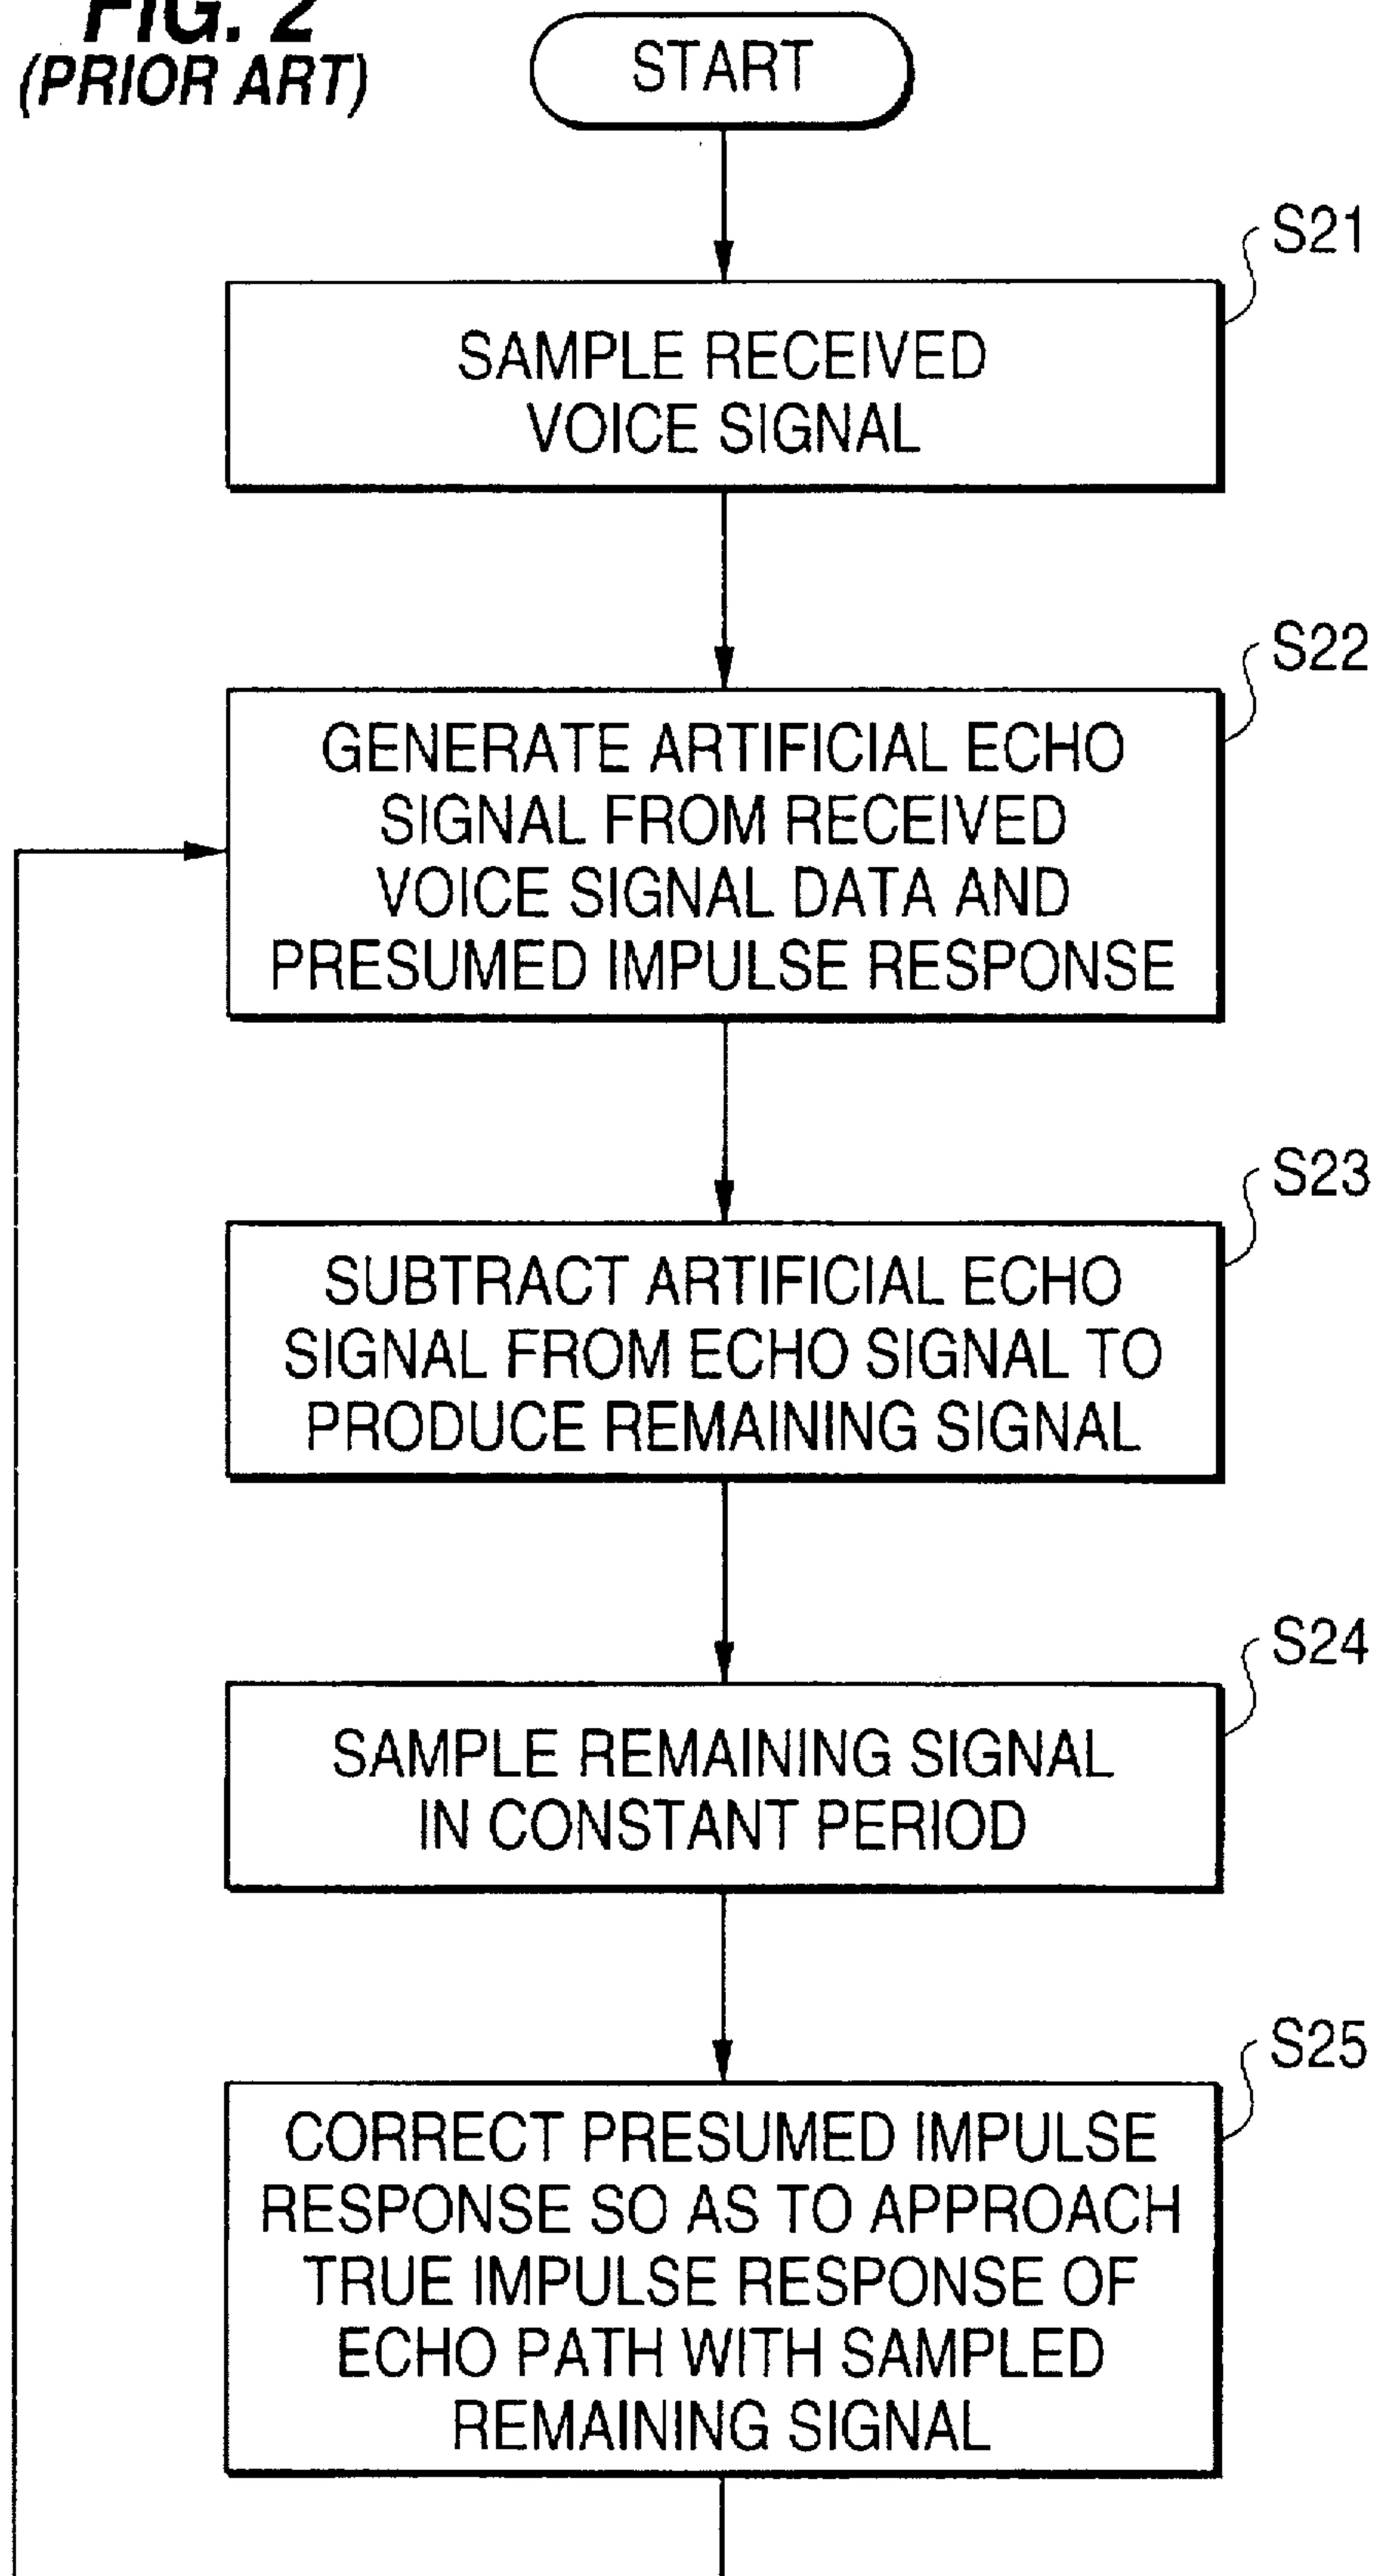 FIG. 2
(PRIOR ART)
START
S21
SAMPLE RECEIVED
VOICE SIGNAL
S22
GENERATE ARTIFICIAL ECHO
SIGNAL FROM RECEIVED
VOICE SIGNAL DATA AND
PRESUMED IMPULSE RESPONSE
S23
SUBTRACT ARTIFICIAL ECHO
SIGNAL FROM ECHO SIGNAL TO
PRODUCE REMAINING SIGNAL
S24
SAMPLE REMAINING SIGNAL
IN CONSTANT PERIOD
S25
CORRECT PRESUMED IMPULSE
RESPONSE SO AS TO APPROACH
TRUE IMPULSE RESPONSE OF
ECHO PATH WITH SAMPLED
REMAINING SIGNAL